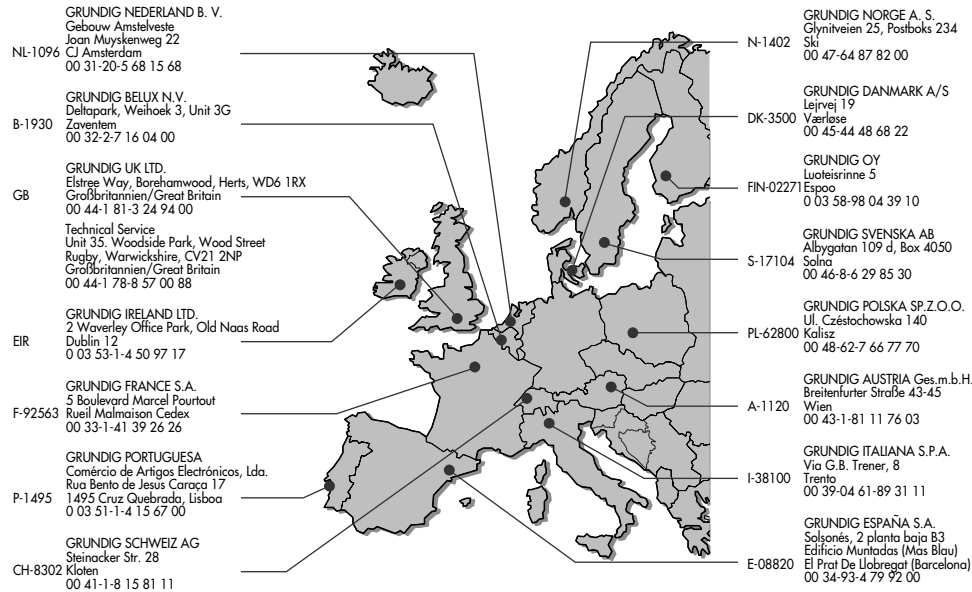 GRUNDIG NEDERLAND B. V.
Gebouw Amstelveste
Joan Muyskenweg 22
NL-1096 CJ Amsterdam
00 31-20-5 68 15 68
GRUNDIG BELUX N.V.
Deltapark, Weihoek 3, Unit 3G
B-1930 Zaventem
00 32-2-7 16 04 00
GRUNDIG UK LTD.
Elstree Way, Borehamwood, Herts, WD6 1RX
GB Großbritannien/Great Britain
00 44-1 81-3 24 94 00
Technical Service
Unit 35. Woodside Park, Wood Street
Rugby, Warwickshire, CV21 2NP
Großbritannien/Great Britain
00 44-1 78-8 57 00 88
GRUNDIG IRELAND LTD.
2 Waverley Office Park, Old Naas Road
EIR Dublin 12
0 03 53-1-4 50 97 17
GRUNDIG FRANCE S.A.
5 Boulevard Marcel Pourtout
F-92563 Rueil Malmaison Cedex
00 33-1-41 39 26 26
GRUNDIG PORTUGUESA
Comércio de Artigos Electrónicos, Lda.
Rua Bento de Jesus Caraça 17
P-1495 1495 Cruz Quebrada, Lisboa
0 03 51-1-4 15 67 00
GRUNDIG SCHWEIZ AG
Steinacker Str. 28
CH-8302 Kloten
00 41-1-8 15 81 11
GRUNDIG NORGE A. S.
Glynitveien 25, Postboks 234
N-1402 Ski
00 47-64 87 82 00
GRUNDIG DANMARK A/S
Lejrvej 19
DK-3500 Værløse
00 45-44 48 68 22
GRUNDIG OY
Luoteisrinne 5
FIN-02271 Espoo
0 03 58-98 04 39 10
GRUNDIG SVENSKA AB
Albygatan 109 d, Box 4050
S-17104 Solna
00 46-8-6 29 85 30
GRUNDIG POLSKA SP.Z.O.O.
Ul. Czéstochowska 140
PL-62800 Kalisz
00 48-62-7 66 77 70
GRUNDIG AUSTRIA Ges.m.b.H.
Breitenfurter Straße 43-45
A-1120 Wien
00 43-1-81 11 76 03
GRUNDIG ITALIANA S.P.A.
Via G.B. Trener, 8
I-38100 Trento
00 39-04 61-89 31 11
GRUNDIG ESPAÑA S.A.
Solsonés, 2 planta baja B3
Edificio Muntadas (Mas Blau)
E-08820 El Prat De Llobregat (Barcelona)
00 34-93-4 79 92 00